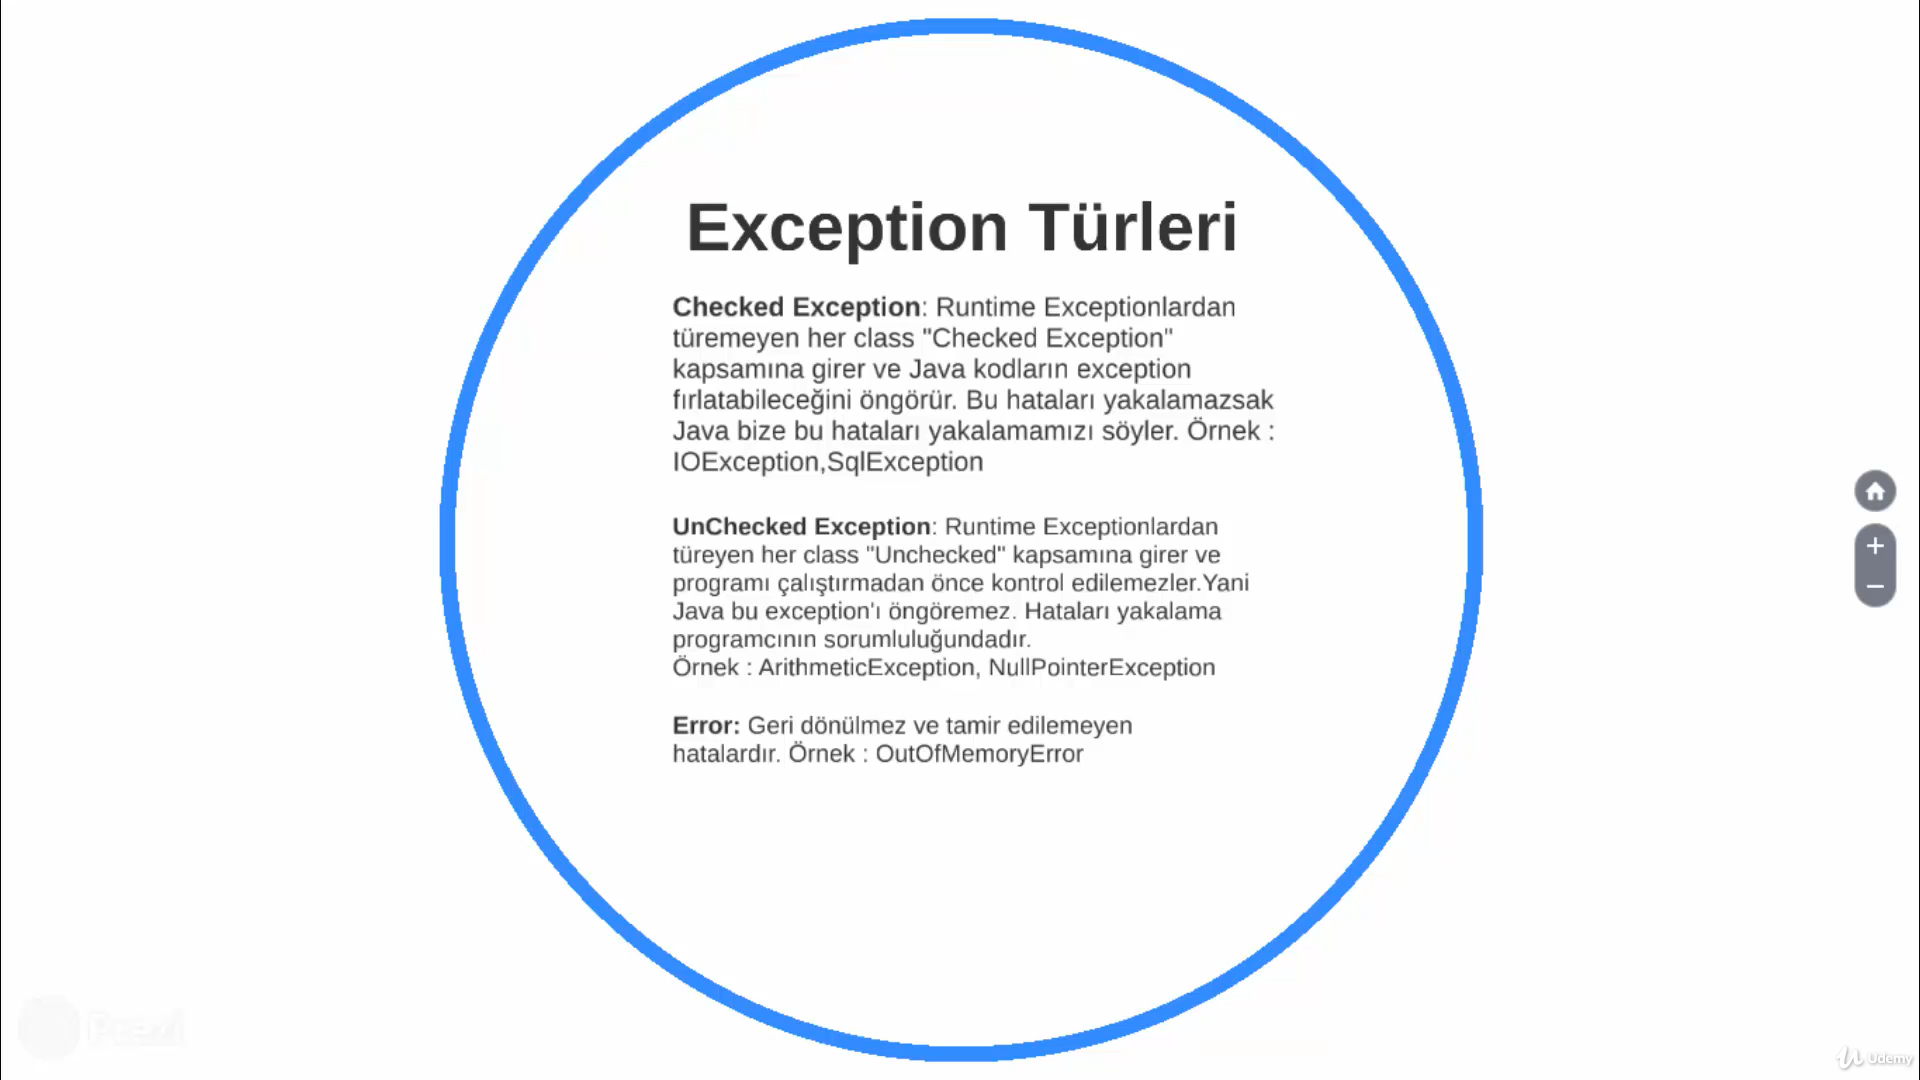 Exception Türleri
Checked Exception: Runtime Exceptionlardan
türemeyen her class "Checked Exception"
kapsamına girer ve Java kodların exception
fırlatabileceğini öngörür. Bu hataları yakalamazsak
Java bize bu hataları yakalamamızı söyler. Örnek :
IOException,SqlException
UnChecked Exception: Runtime Exceptionlardan
türeyen her class "Unchecked" kapsamına girer ve
programı çalıştırmadan önce kontrol edilemezler.Yani
Java bu exception'ı öngöremez. Hataları yakalama
programcının sorumluluğundadır.
Örnek : ArithmeticException, NullPointerException
Error: Geri dönülmez ve tamir edilemeyen
hatalardır. Örnek : OutOfMemoryError
Prezi
Udemy